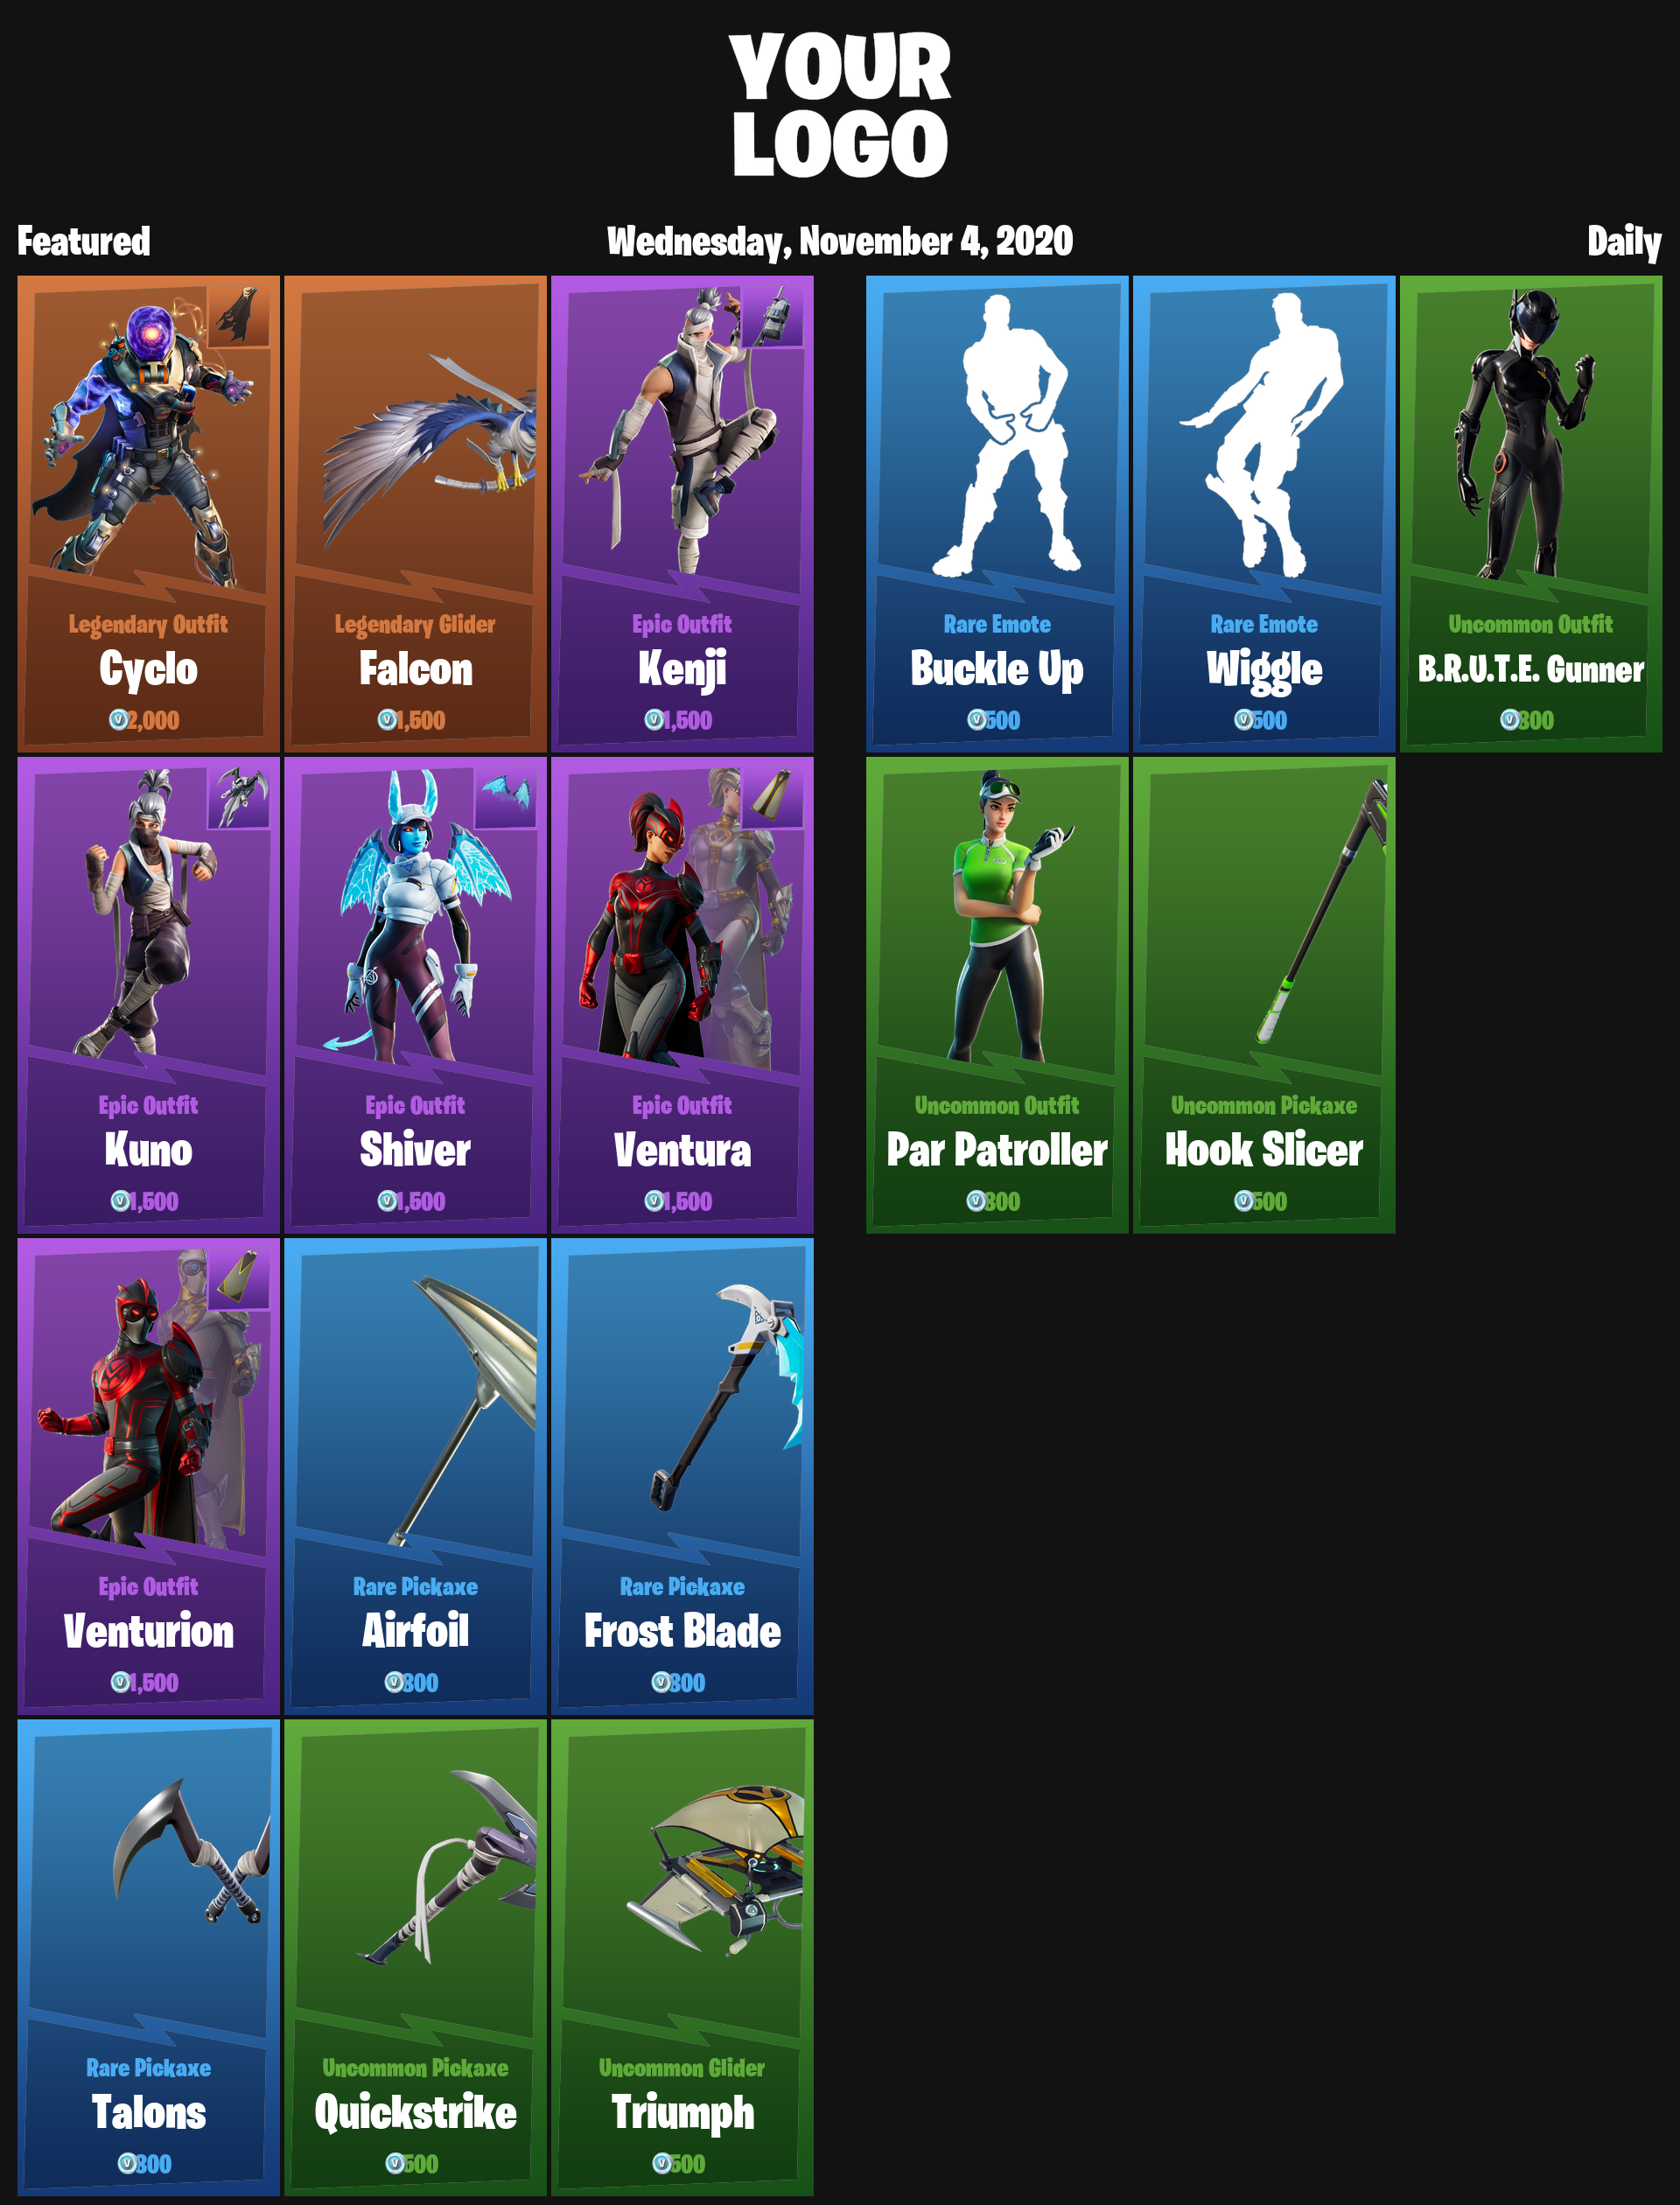 YOUR
LOGO
Featured
Wednesday, November 4, 2020
Daily
Legendary Outfit
Cyclo
2,000
Legendary Glider
Falcon
1,500
Epic Outfit
Kenji
1,500
Rare Emote
Buckle Up
500
Rare Emote
Wiggle
500
Uncommon Outfit
B.R.U.T.E. Gunner
800
Epic Outfit
Kuno
1,500
Epic Outfit
Shiver
1,500
Epic Outfit
Ventura
1,500
Uncommon Outfit
Par Patroller
800
Uncommon Pickaxe
Hook Slicer
500
Epic Outfit
Venturion
1,500
Rare Pickaxe
Airfoil
800
Rare Pickaxe
Frost Blade
800
Rare Pickaxe
Talons
800
Uncommon Pickaxe
Quickstrike
500
Uncommon Glider
Triumph
500